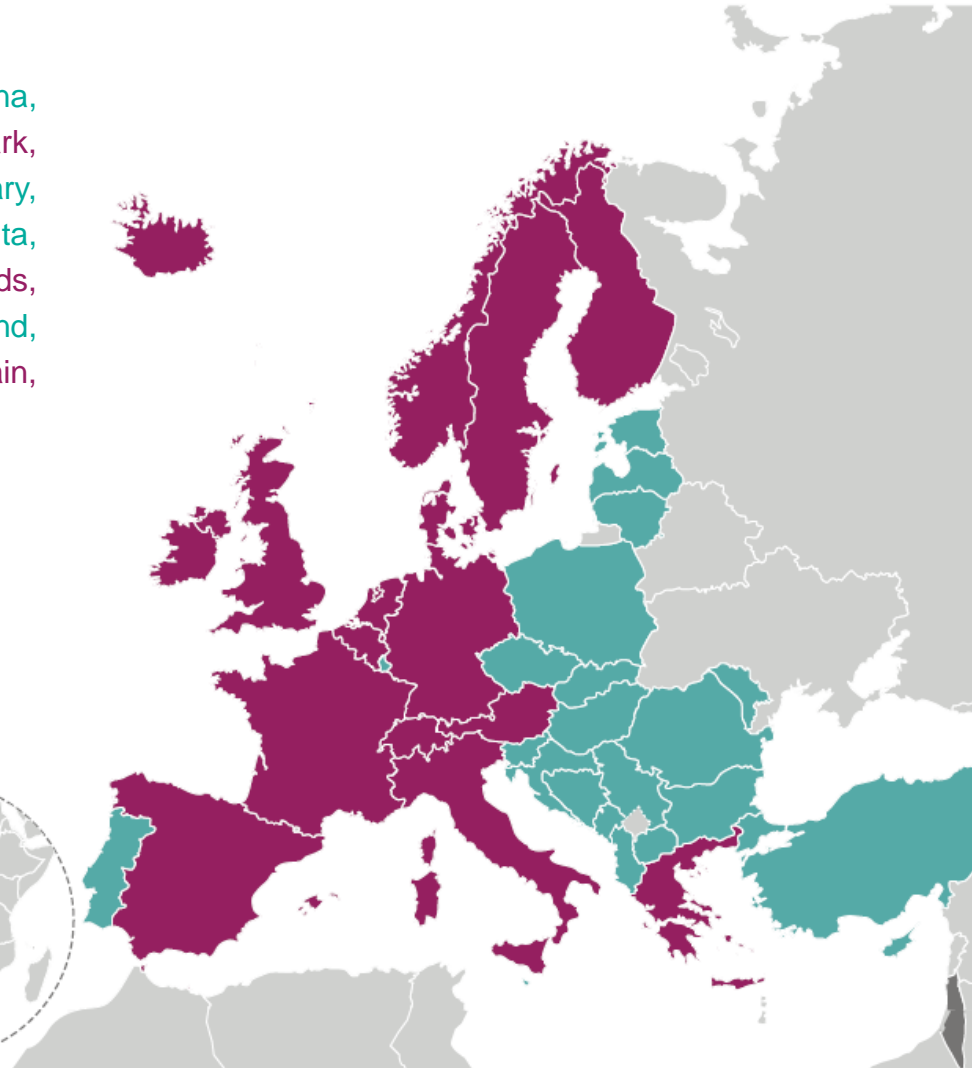 na,
rk,
ary,
ta,
ds,
nd,
ain,